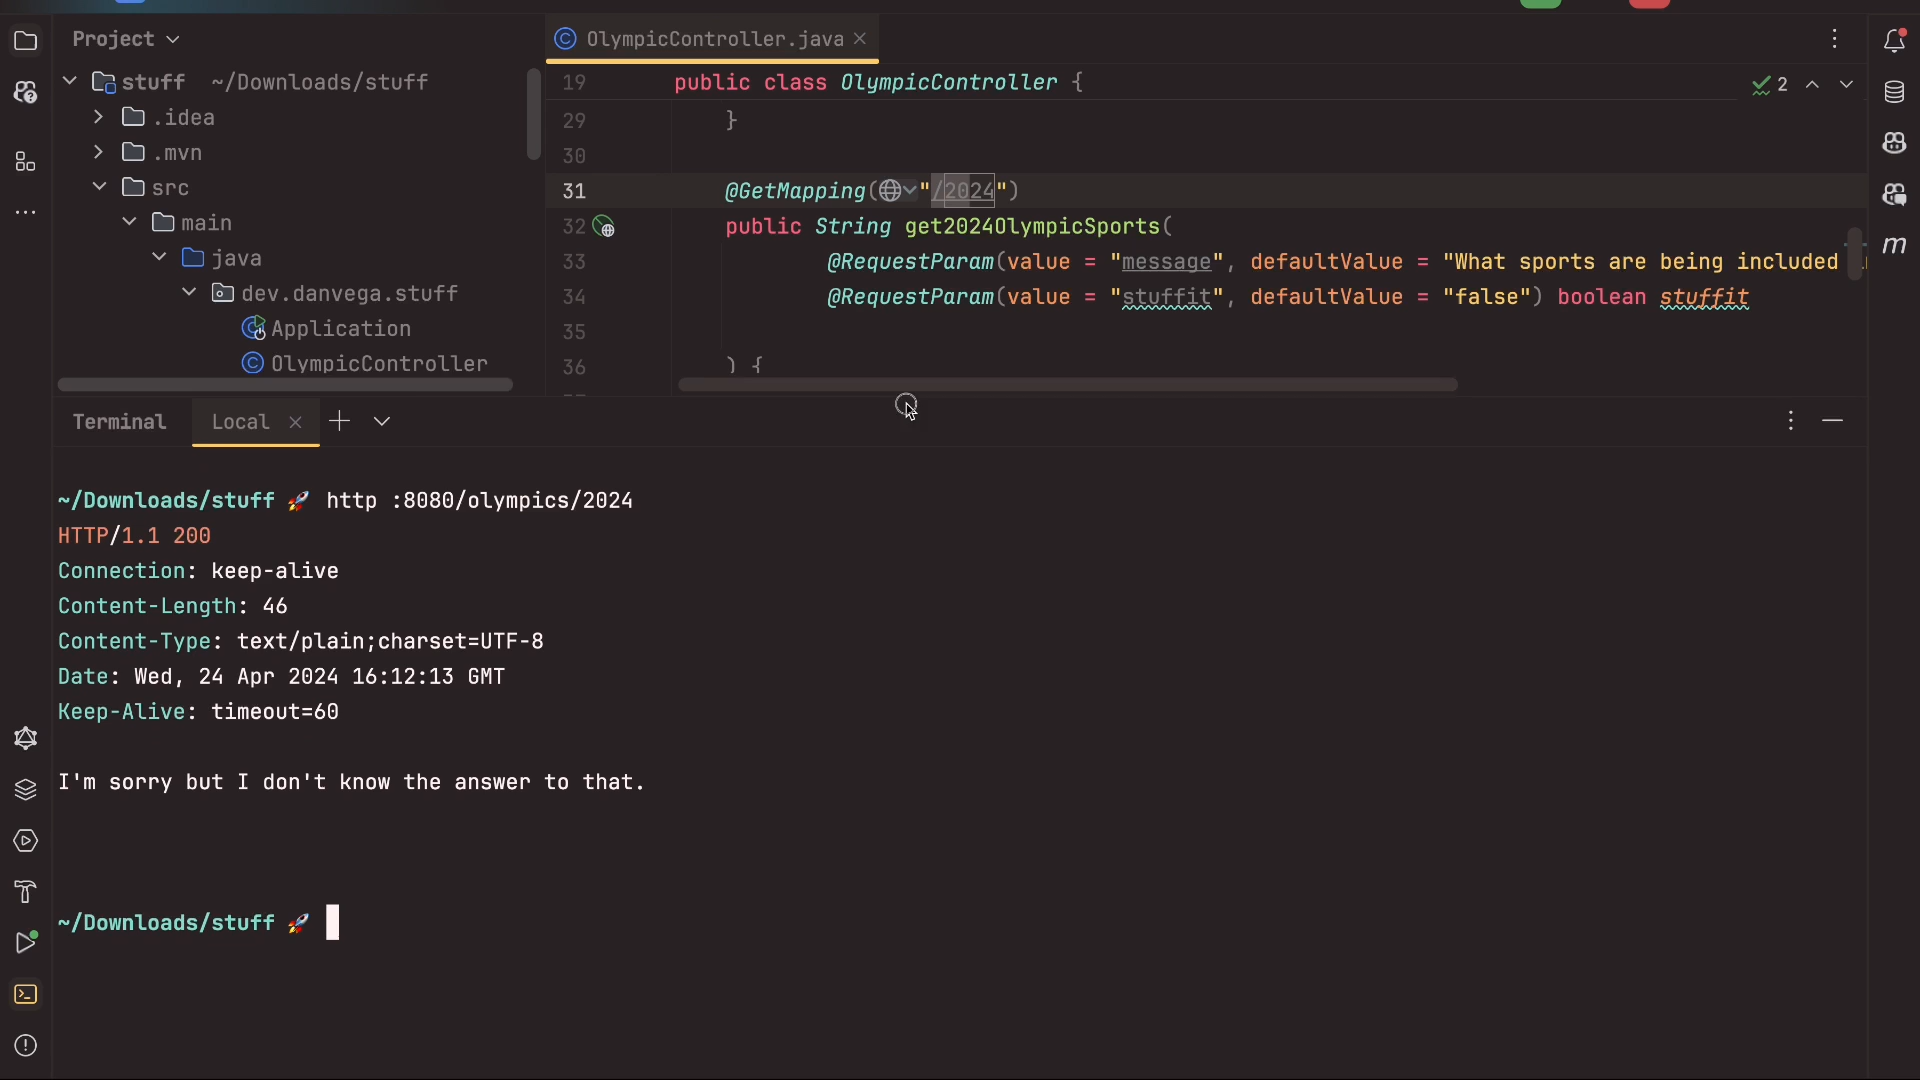 Project
stuff ~/Downloads/stuff
.idea
.mvn
src
main
java
dev.danvega.stuff
Application
OlympicController
OlympicController.java
19 public class OlympicController {
2
29 }
30
31 @GetMapping("/2024")
32 public String get2024OlympicSports(
33 @RequestParam(value = "message", defaultValue = "What sports are being included
34 @RequestParam(value = "stuffit", defaultValue = "false") boolean stuffit
35
36 ) {
Terminal Local
~/Downloads/stuff 🚀 http :8080/olympics/2024
HTTP/1.1 200
Connection: keep-alive
Content-Length: 46
Content-Type: text/plain;charset=UTF-8
Date: Wed, 24 Apr 2024 16:12:13 GMT
Keep-Alive: timeout=60
I'm sorry but I don't know the answer to that.
~/Downloads/stuff 🚀
m